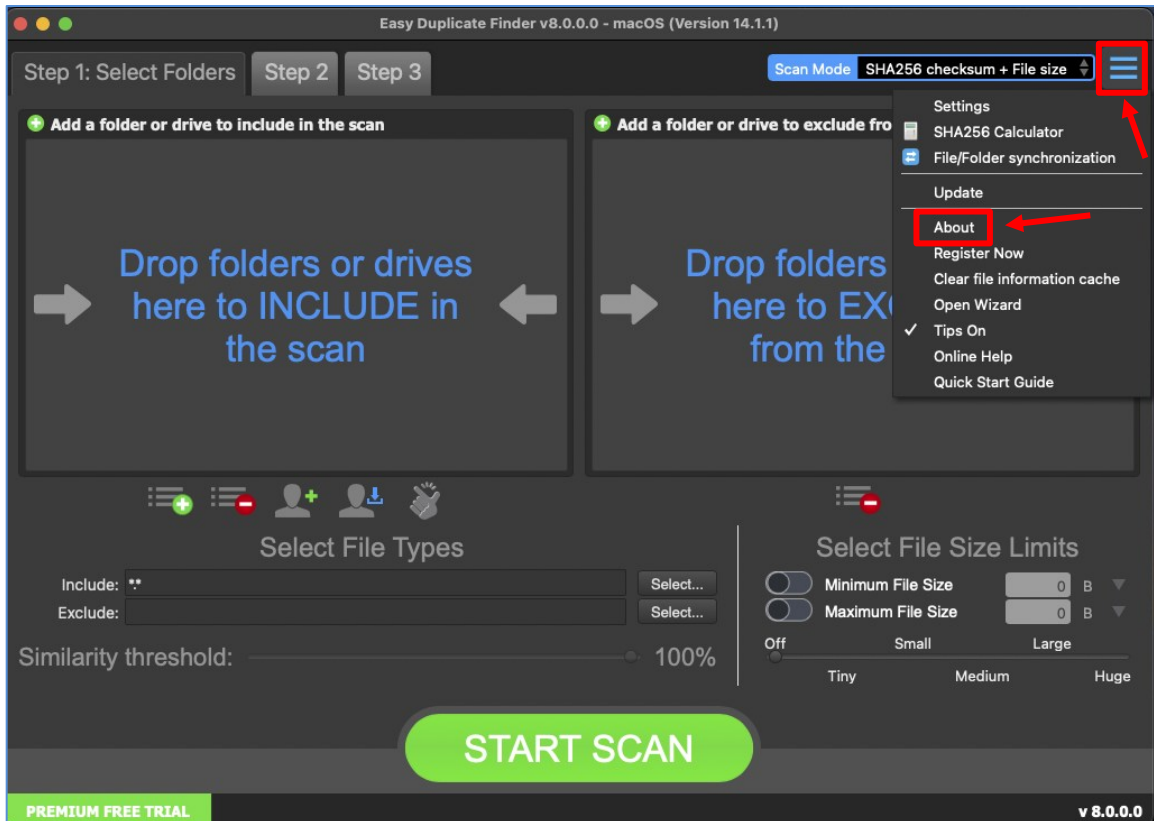 Easy Duplicate Finder v8.0.0.0 - macOS (Version 14.1.1)
Step 1: Select Folders
Step 2
Step 3
Scan Mode
SHA256 checksum + File size
Settings
SHA256 Calculator
File/Folder synchronization
Update
About
Register Now
Clear file information cache
Open Wizard
Tips On
Online Help
Quick Start Guide
Add a folder or drive to include in the scan
Drop folders or drives
here to INCLUDE in
the scan
Add a folder or drive to exclude fro
Drop folders
here to
from the
Select File Types
Include: *.*
Select...
Exclude:
Select...
Similarity threshold:
100%
Select File Size Limits
Minimum File Size 0 B
Maximum File Size 0 B
Off Small Large
Tiny Medium Huge
START SCAN
PREMIUM FREE TRIAL
v 8.0.0.0